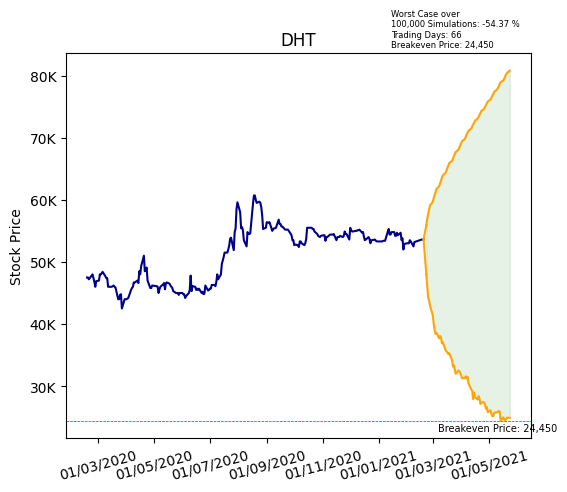 Worst Case over
100,000 Simulations: -54.37 %
Trading Days: 66
Breakeven Price: 24,450
DHT
Stock Price
80K
70K
60K
50K
40K
30K
Breakeven Price: 24,450
01/03/2020
01/05/2020
01/07/2020
01/09/2020
01/11/2020
01/01/2021
01/03/2021
01/05/2021